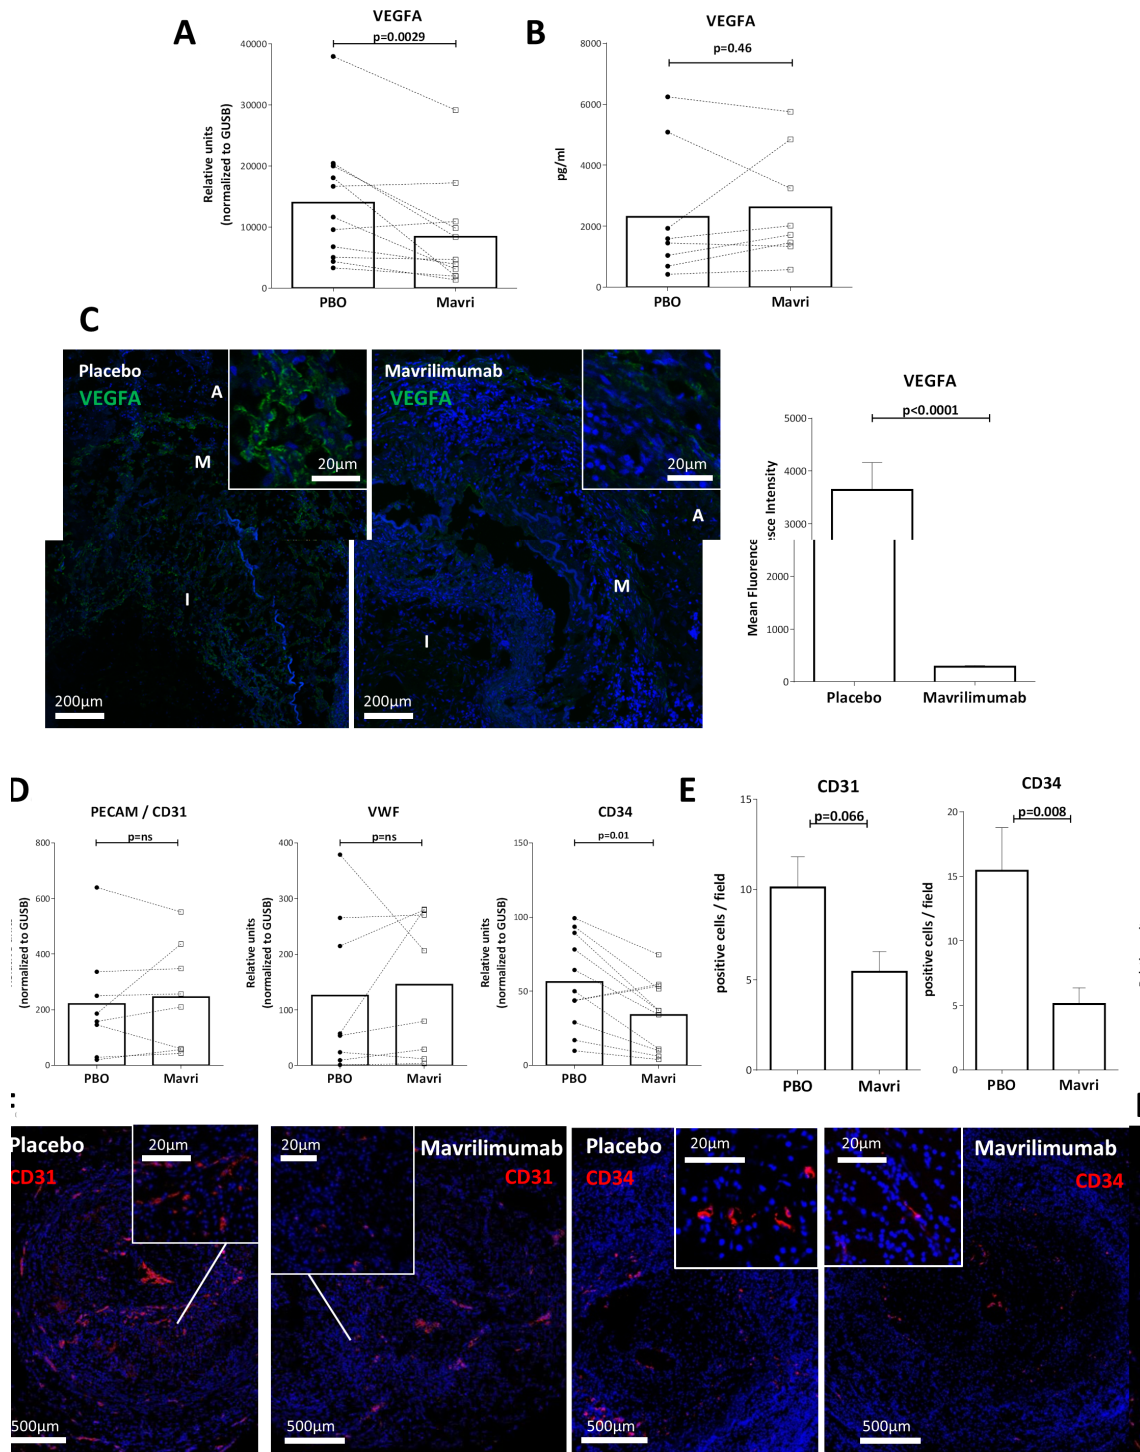 A
VEGFA
p=0.0029
40000
30000
20000
10000
0
Relative units
(normalized to GUSB)
PBO
Mavri
B
VEGFA
p=0.46
8000
6000
4000
2000
0
pg/ml
PBO
Mavri
C
Placebo
VEGFA
A
M
I
20μm
200μm
Mavrilimumab
VEGFA
A
M
I
20μm
200μm
VEGFA
p<0.0001
5000
4000
3000
2000
1000
0
Mean Fluorescence Intensity
Placebo
Mavrilimumab
D
PECAM / CD31
p=ns
800
600
400
200
0
(normalized to GUSB)
PBO
Mavri
VWF
p=ns
400
300
200
100
0
Relative units
(normalized to GUSB)
PBO
Mavri
CD34
p=0.01
150
100
50
0
Relative units
(normalized to GUSB)
PBO
Mavri
E
CD31
p=0.066
15
10
5
0
positive cells / field
PBO
Mavri
CD34
p=0.008
20
15
10
5
0
positive cells / field
PBO
Mavri
Placebo
CD31
20μm
500μm
20μm
Mavrilimumab
CD31
500μm
Placebo
CD34
20μm
500μm
20μm
Mavrilimumab
CD34
500μm